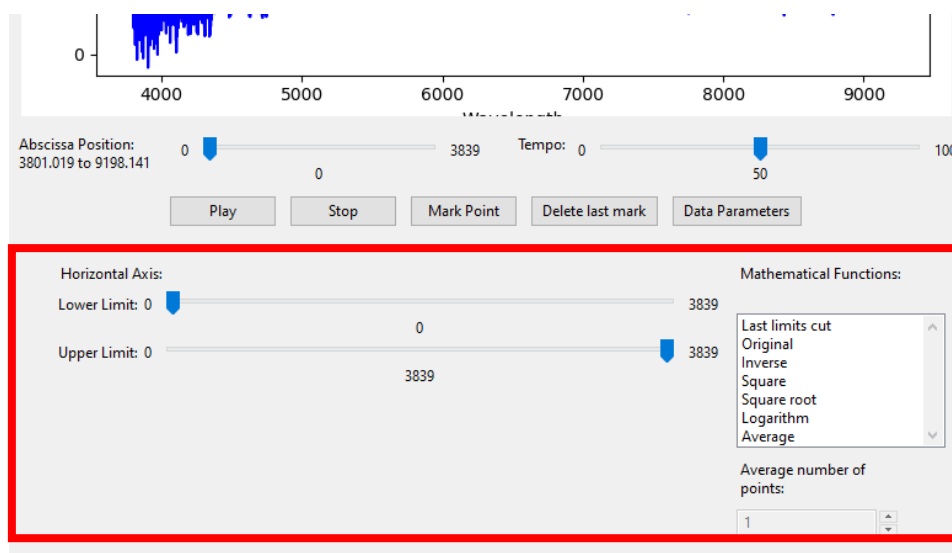 0
4000 5000 6000 7000 8000 9000
Abscissa Position:
3801.019 to 9198.141
0 3839
0
Tempo: 0 100
50
Play Stop Mark Point Delete last mark Data Parameters
Horizontal Axis:
Lower Limit: 0 3839
0
Upper Limit: 0 3839
3839
Mathematical Functions:
Last limits cut
Original
Inverse
Square
Square root
Logarithm
Average
Average number of
points:
1